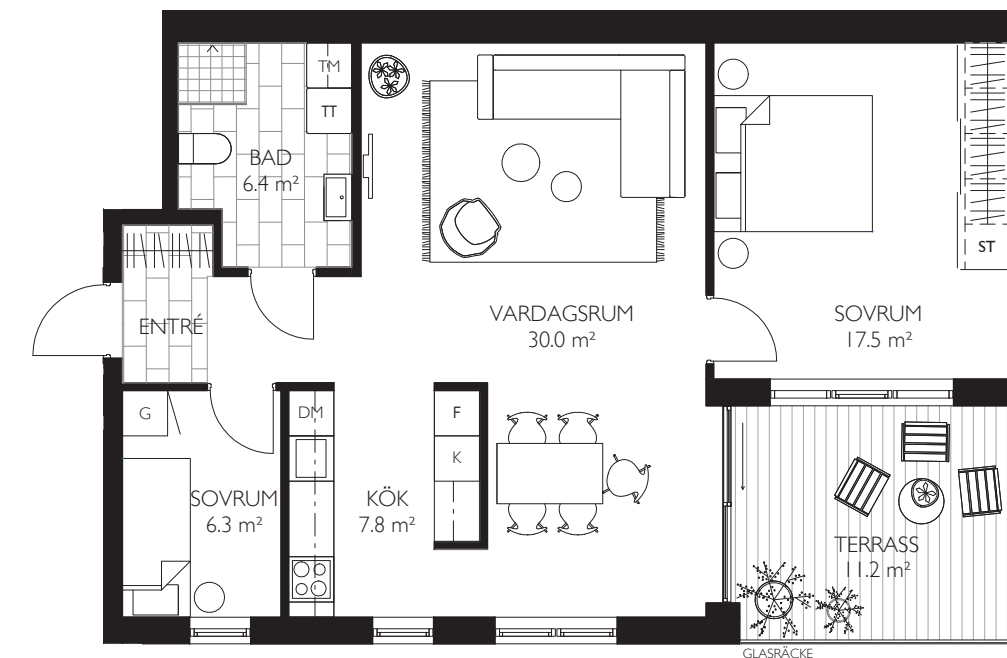 TM
TT
BAD
6.4 m²
ST
ENTRÉ
VARDAGSRUM
30.0 m²
SOVRUM
17.5 m²
G
DM
F
K
SOVRUM
6.3 m²
KÖK
7.8 m²
TERRASS
11.2 m²
GLASRÄCKE